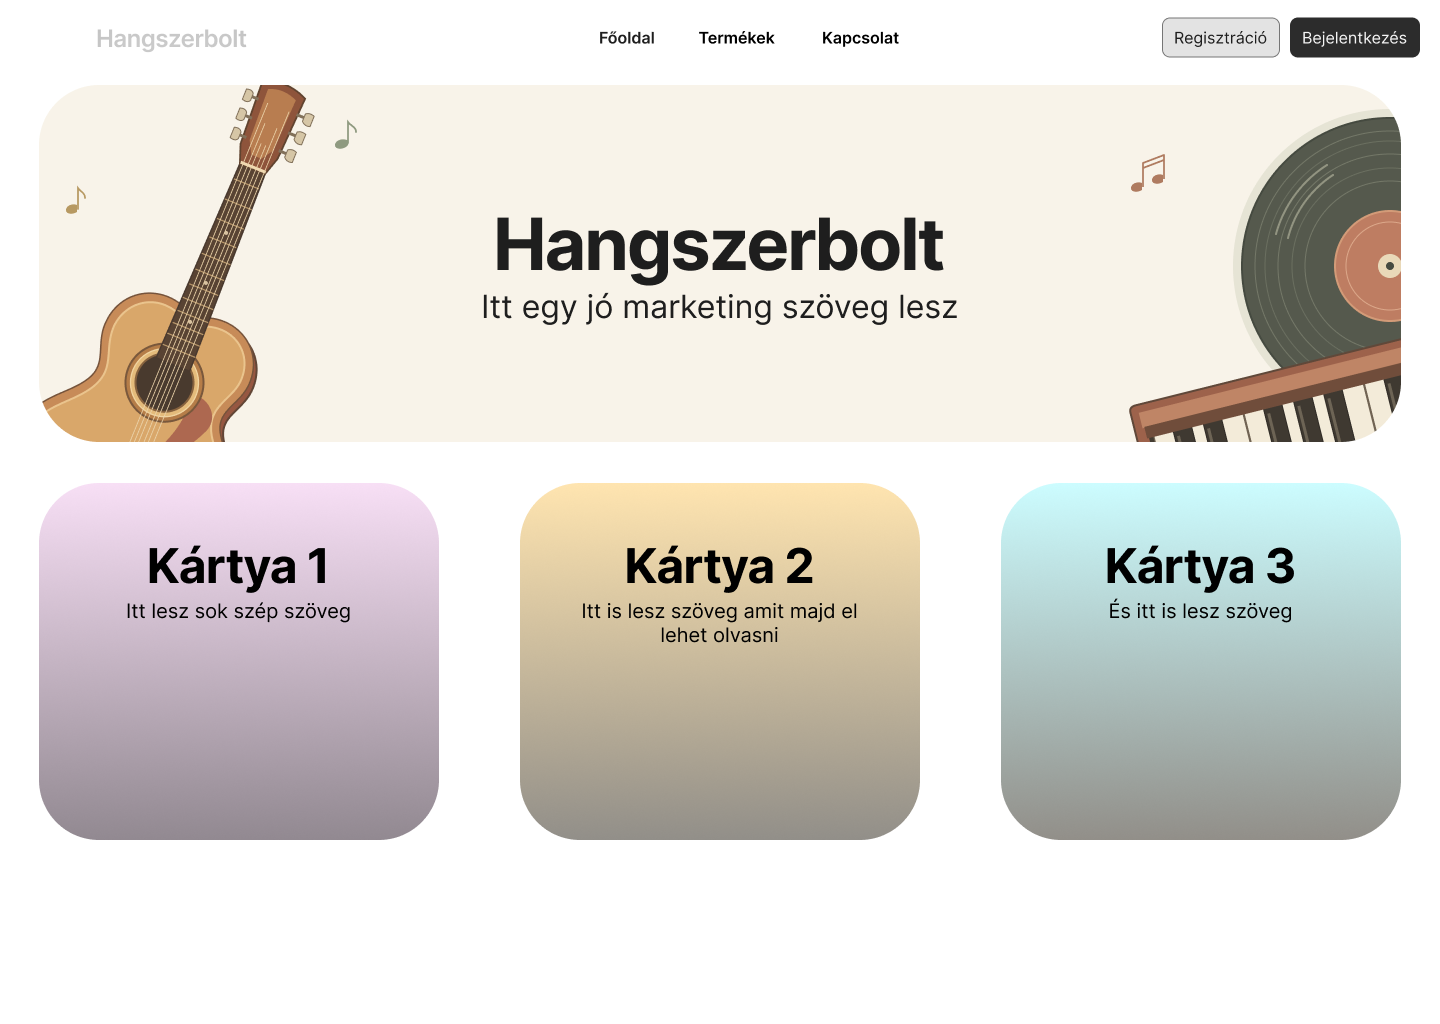 Hangszerbolt
Főoldal
Termékek
Kapcsolat
Regisztráció
Bejelentkezés
Hangszerbolt
Itt egy jó marketing szöveg lesz
Kártya 1
Itt lesz sok szép szöveg
Kártya 2
Itt is lesz szöveg amit majd el
lehet olvasni
Kártya 3
És itt is lesz szöveg